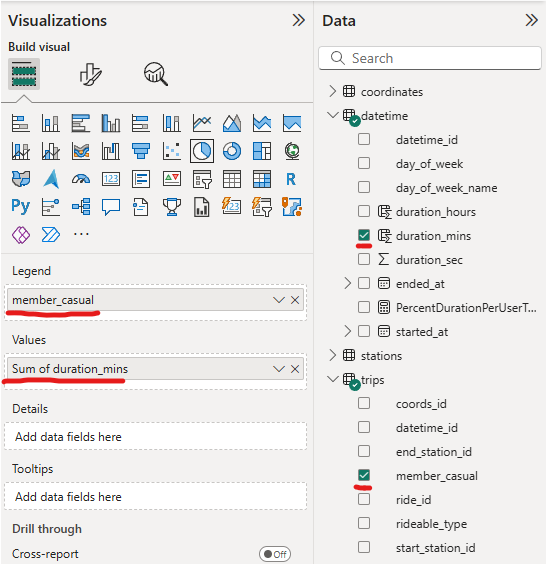 Visualizations
Build visual
123
R
Py
123
Legend
member_casual
Values
Sum of duration_mins
Details
Add data fields here
Tooltips
Add data fields here
Drill through
Cross-report
Off
Data
Search
coordinates
datetime
datetime_id
day_of_week
day_of_week_name
duration_hours
duration_mins
duration_sec
ended_at
PercentDurationPerUserT...
started_at
stations
trips
coords_id
datetime_id
end_station_id
member_casual
ride_id
rideable_type
start_station_id